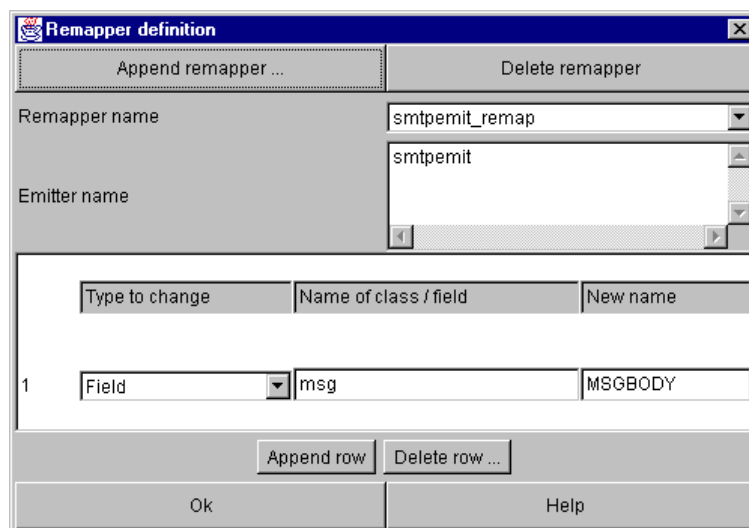 Remapper definition
Append remapper ... Delete remapper
Remapper name smtpemit_remap
smtpemit
Emitter name
Type to change Name of class / field New name
1 Field msg MSGBODY
Append row Delete row ...
Ok Help